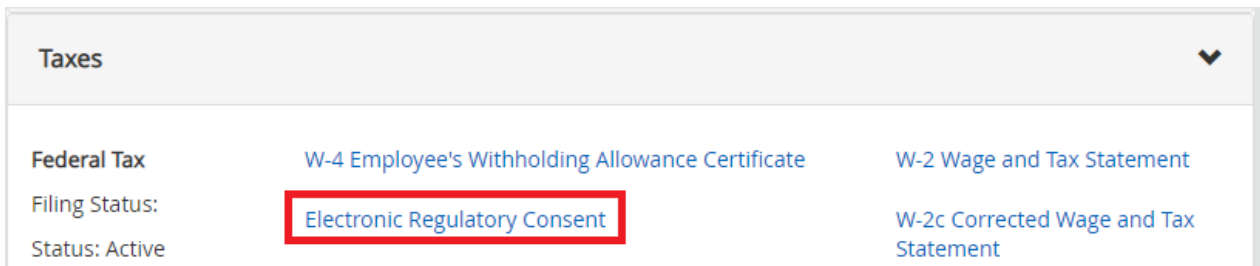 Taxes
Federal Tax
W-4 Employee's Withholding Allowance Certificate
W-2 Wage and Tax Statement
Filing Status:
Electronic Regulatory Consent
W-2c Corrected Wage and Tax
Statement
Status: Active